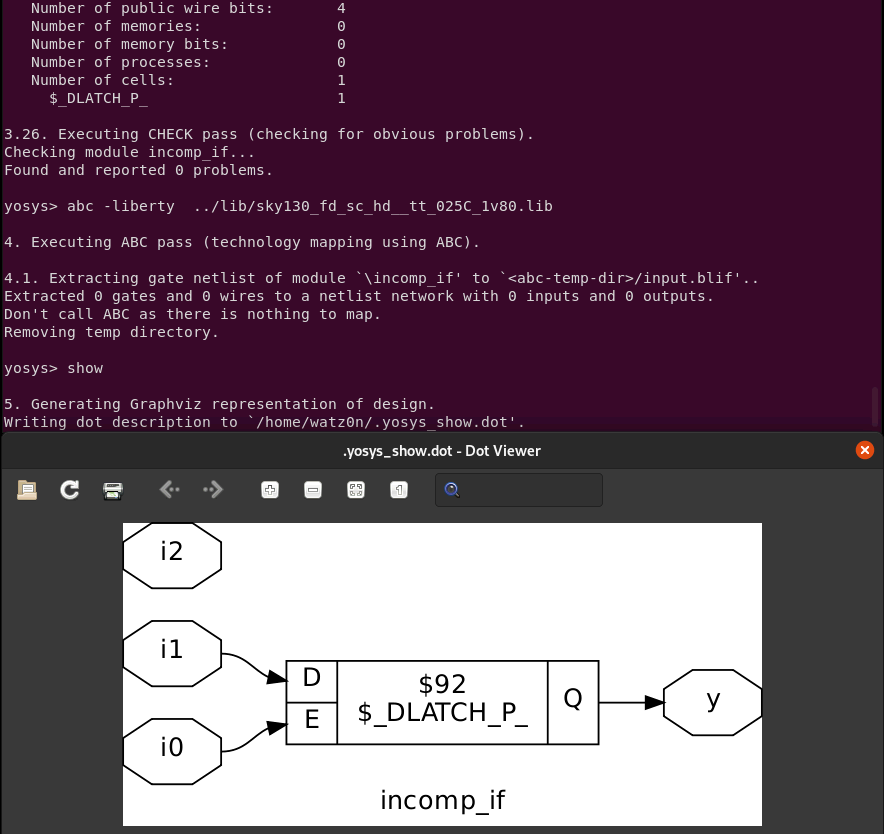 Number of public wire bits: 4
Number of memories: 0
Number of memory bits: 0
Number of processes: 0
Number of cells: 1
$_DLATCH_P_ 1
3.26. Executing CHECK pass (checking for obvious problems).
Checking module incomp_if...
Found and reported 0 problems.
yosys> abc -liberty  ../lib/sky130_fd_sc_hd__tt_025C_1v80.lib
4. Executing ABC pass (technology mapping using ABC).
4.1. Extracting gate netlist of module `\incomp_if' to `<abc-temp-dir>/input.blif'..
Extracted 0 gates and 0 wires to a netlist network with 0 inputs and 0 outputs.
Don't call ABC as there is nothing to map.
Removing temp directory.
yosys> show
5. Generating Graphviz representation of design.
Writing dot description to `/home/watz0n/.yosys_show.dot'.
.yosys_show.dot - Dot Viewer
i2
i1
i0
D
E
$92
$_DLATCH_P_
Q
y
incomp_if